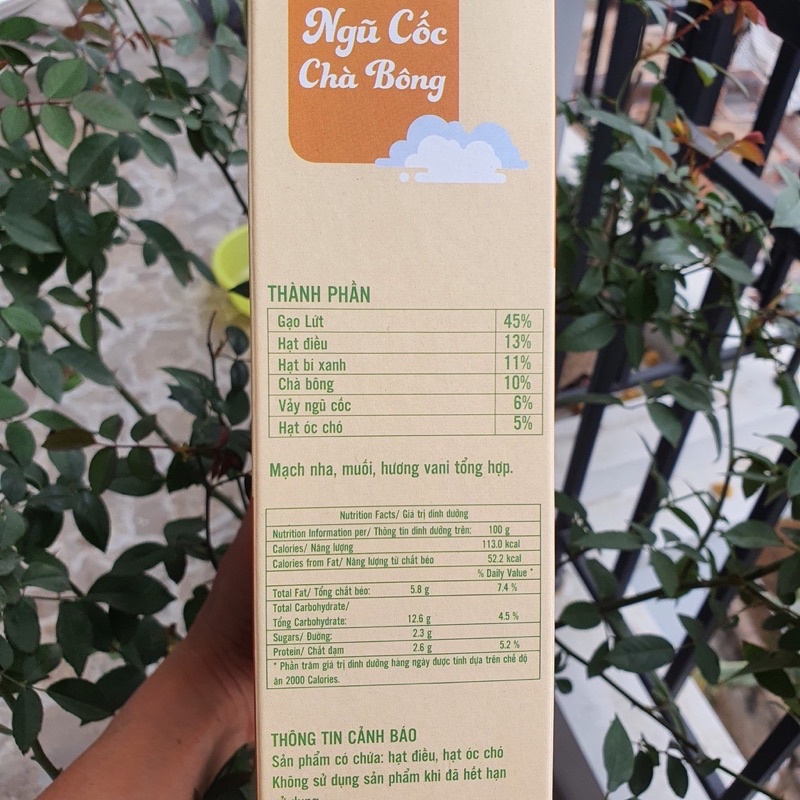 Ngũ Cốc
Chà Bông
THÀNH PHẦN
Gạo Lứt 45%
Hạt điều 13%
Hạt bi xanh 11%
Chà bông 10%
Vảy ngũ cốc 6%
Hạt óc chó 5%
Mạch nha, muối, hương vani tổng hợp.
Nutrition Facts/ Giá trị dinh dưỡng
Nutrition Information per/ Thông tin dinh dưỡng trên: 100 g
Calories/ Năng lượng 113.0 kcal
Calories from Fat/ Năng lượng từ chất béo 52.2 kcal
% Daily Value *
Total Fat/ Tổng chất béo: 5.8 g 7.4 %
Total Carbohydrate/
Tổng Carbohydrate: 12.6 g 4.5 %
Sugars/ Đường: 2.3 g
Protein/ Chất đạm 2.6 g 5.2 %
* Phần trăm giá trị dinh dưỡng hàng ngày được tính dựa trên chế độ
ăn 2000 Calories.
THÔNG TIN CẢNH BÁO
Sản phẩm có chứa: hạt điều, hạt óc chó
Không sử dụng sản phẩm khi đã hết hạn